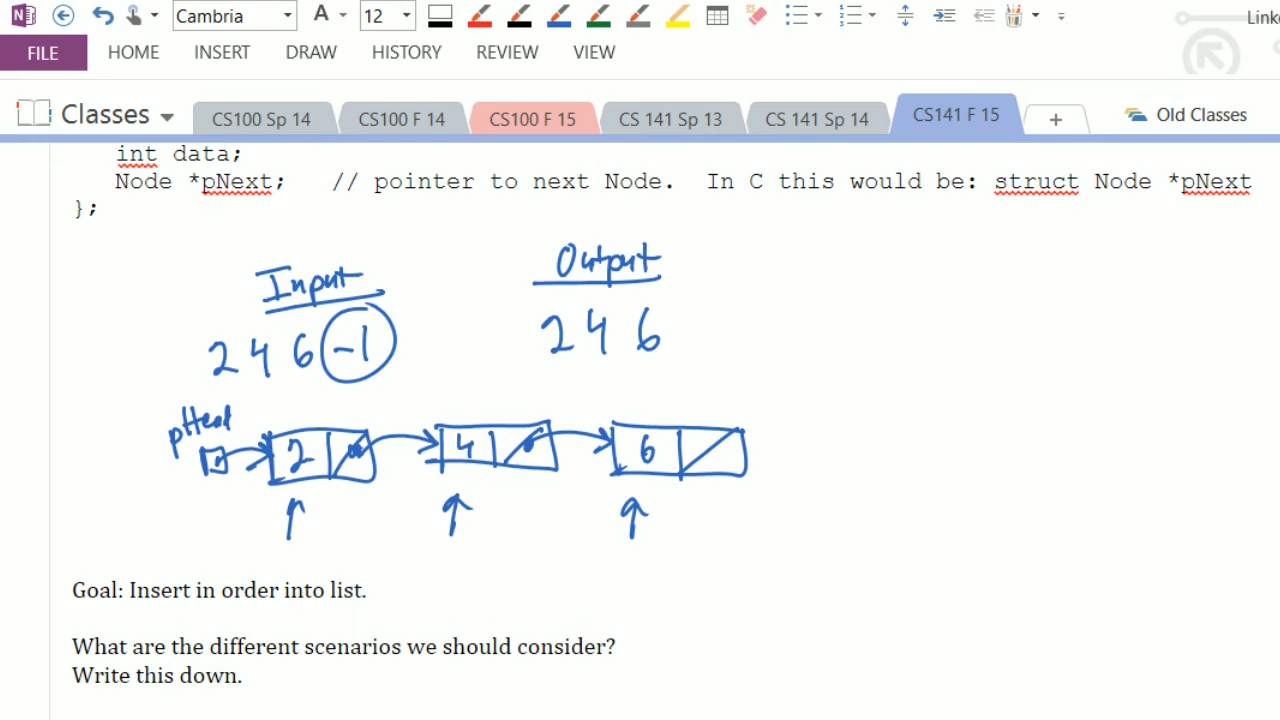 Cambria A 12 Linke
FILE HOME INSERT DRAW HISTORY REVIEW VIEW
Classes CS100 Sp 14 CS100 F 14 CS100 F 15 CS 141 Sp 13 CS 141 Sp 14 CS141 F 15 + Old Classes
int data;
Node *pNext; // pointer to next Node. In C this would be: struct Node *pNext
};
Input Output
2 4 6 -1 2 4 6
pHead
2 4 6
Goal: Insert in order into list.
What are the different scenarios we should consider?
Write this down.